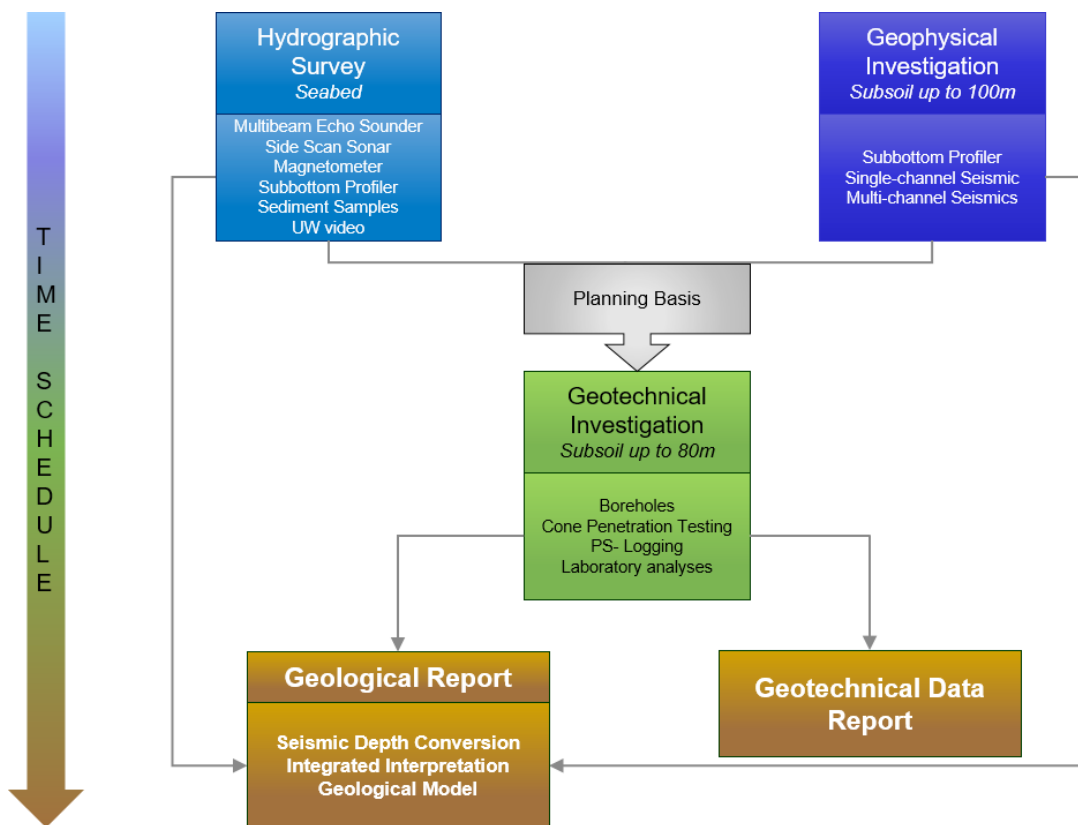 TIME SCHEDULE
Hydrographic
Survey
Seabed
Multibeam Echo Sounder
Side Scan Sonar
Magnetometer
Subbottom Profiler
Sediment Samples
UW video
Geophysical
Investigation
Subsoil up to 100m
Subbottom Profiler
Single-channel Seismic
Multi-channel Seismics
Planning Basis
Geotechnical
Investigation
Subsoil up to 80m
Boreholes
Cone Penetration Testing
PS- Logging
Laboratory analyses
Geological Report
Seismic Depth Conversion
Integrated Interpretation
Geological Model
Geotechnical Data
Report